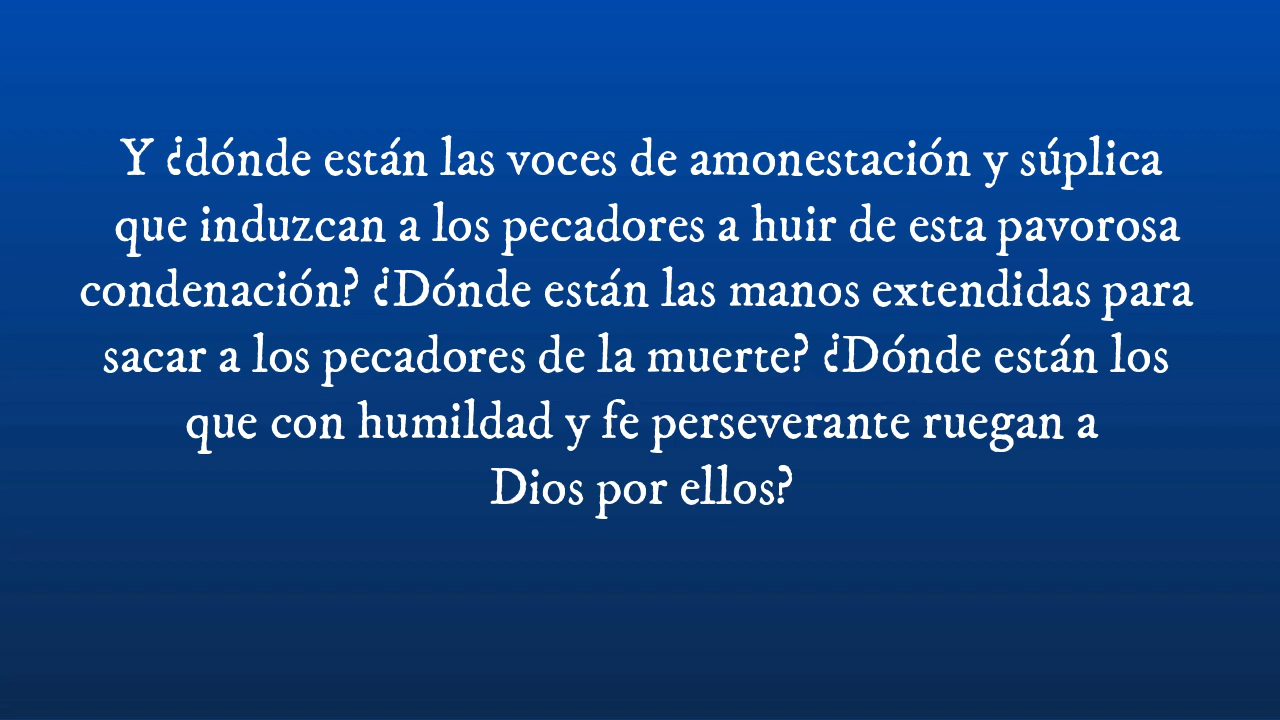 Y ¿dónde están las voces de amonestación y súplica
que induzcan a los pecadores a huir de esta pavorosa
condenación? ¿Dónde están las manos extendidas para
sacar a los pecadores de la muerte? ¿Dónde están los
que con humildad y fe perseverante ruegan a
Dios por ellos?